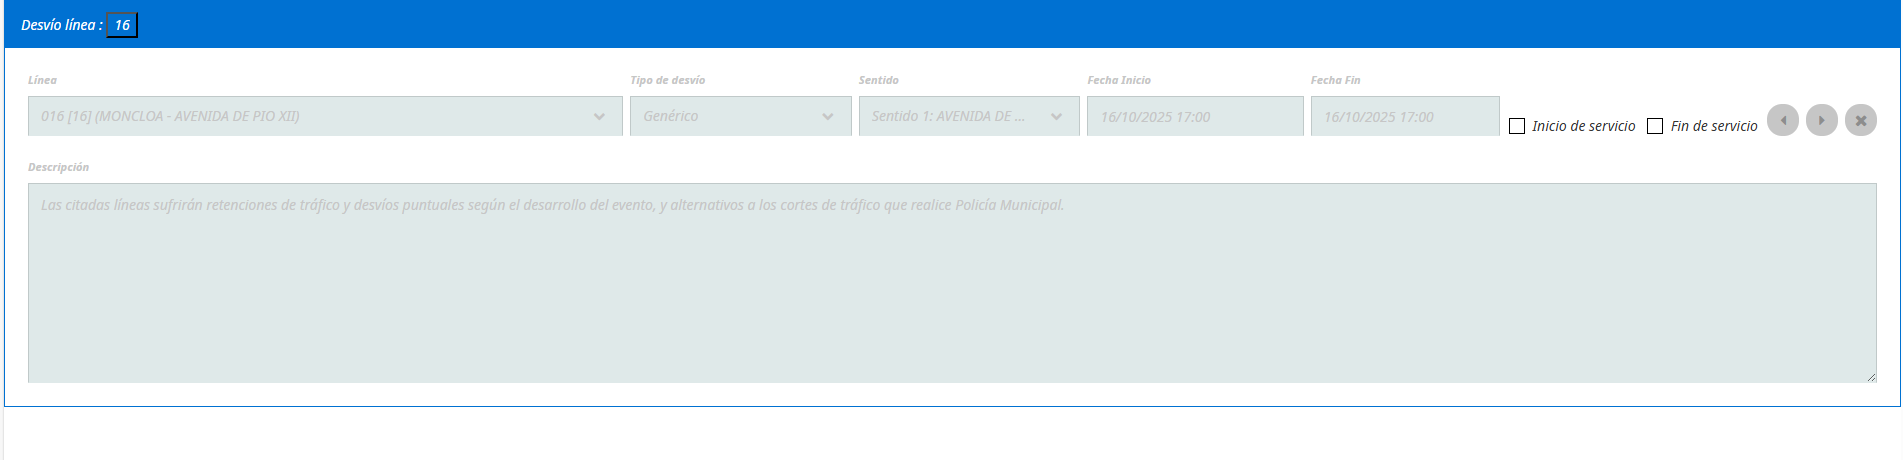 Desvío línea : 16
Línea
Tipo de desvío
Sentido
Fecha Inicio
Fecha Fin
016 [16] (MONCLOA - AVENIDA DE PIO XII)
Genérico
Sentido 1: AVENIDA DE ...
16/10/2025 17:00
16/10/2025 17:00
Inicio de servicio
Fin de servicio
Descripción
Las citadas líneas sufrirán retenciones de tráfico y desvíos puntuales según el desarrollo del evento, y alternativos a los cortes de tráfico que realice Policía Municipal.